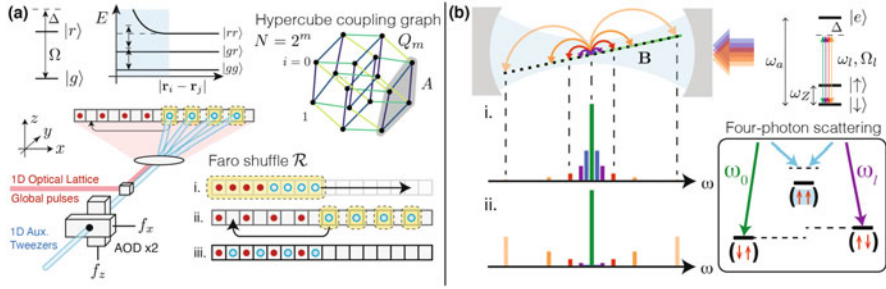 (a)
Δ
|r⟩
Ω
|g⟩
E
|rr⟩
|gr⟩
|gg⟩
|r_i − r_j|
Hypercube coupling graph
N = 2^m
Q_m
i = 0
1
A
z
y
x
1D Optical Lattice
Global pulses
1D Aux.
Tweezers
AOD x2
f_x
f_z
Faro shuffle R
i.
ii.
iii.
(b)
B
i.
ω
ii.
ω
|e⟩
Δ
ω_a
ω_l, Ω_l
ω_Z
|↑⟩
|↓⟩
Four-photon scattering
ω_0
ω_l
(↑↑)
(↓↑)
(↑↓)